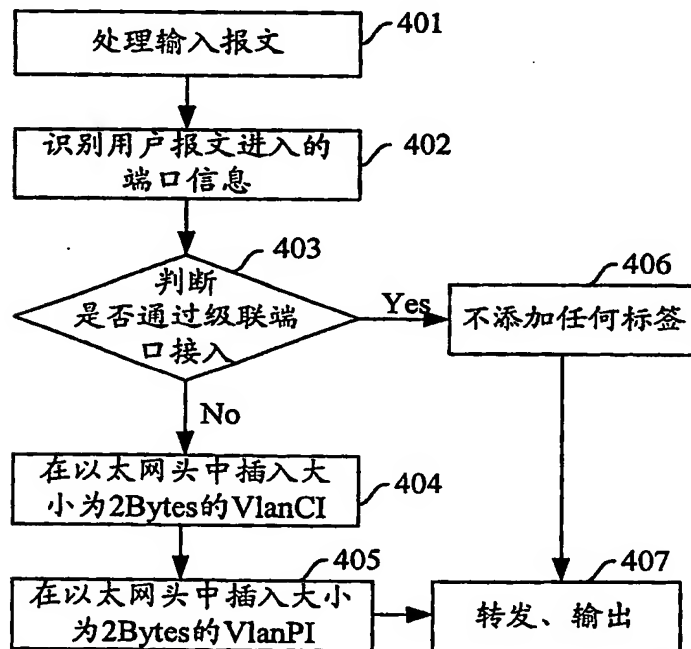 处理输入报文
401
识别用户报文进入的
端口信息
402
403
判断
是否通过级联端
口接入
Yes
406
不添加任何标签
No
在以太网头中插入大
小为2Bytes的VlanCI
404
405
在以太网头中插入大小
为2Bytes的VlanPI
407
转发、输出